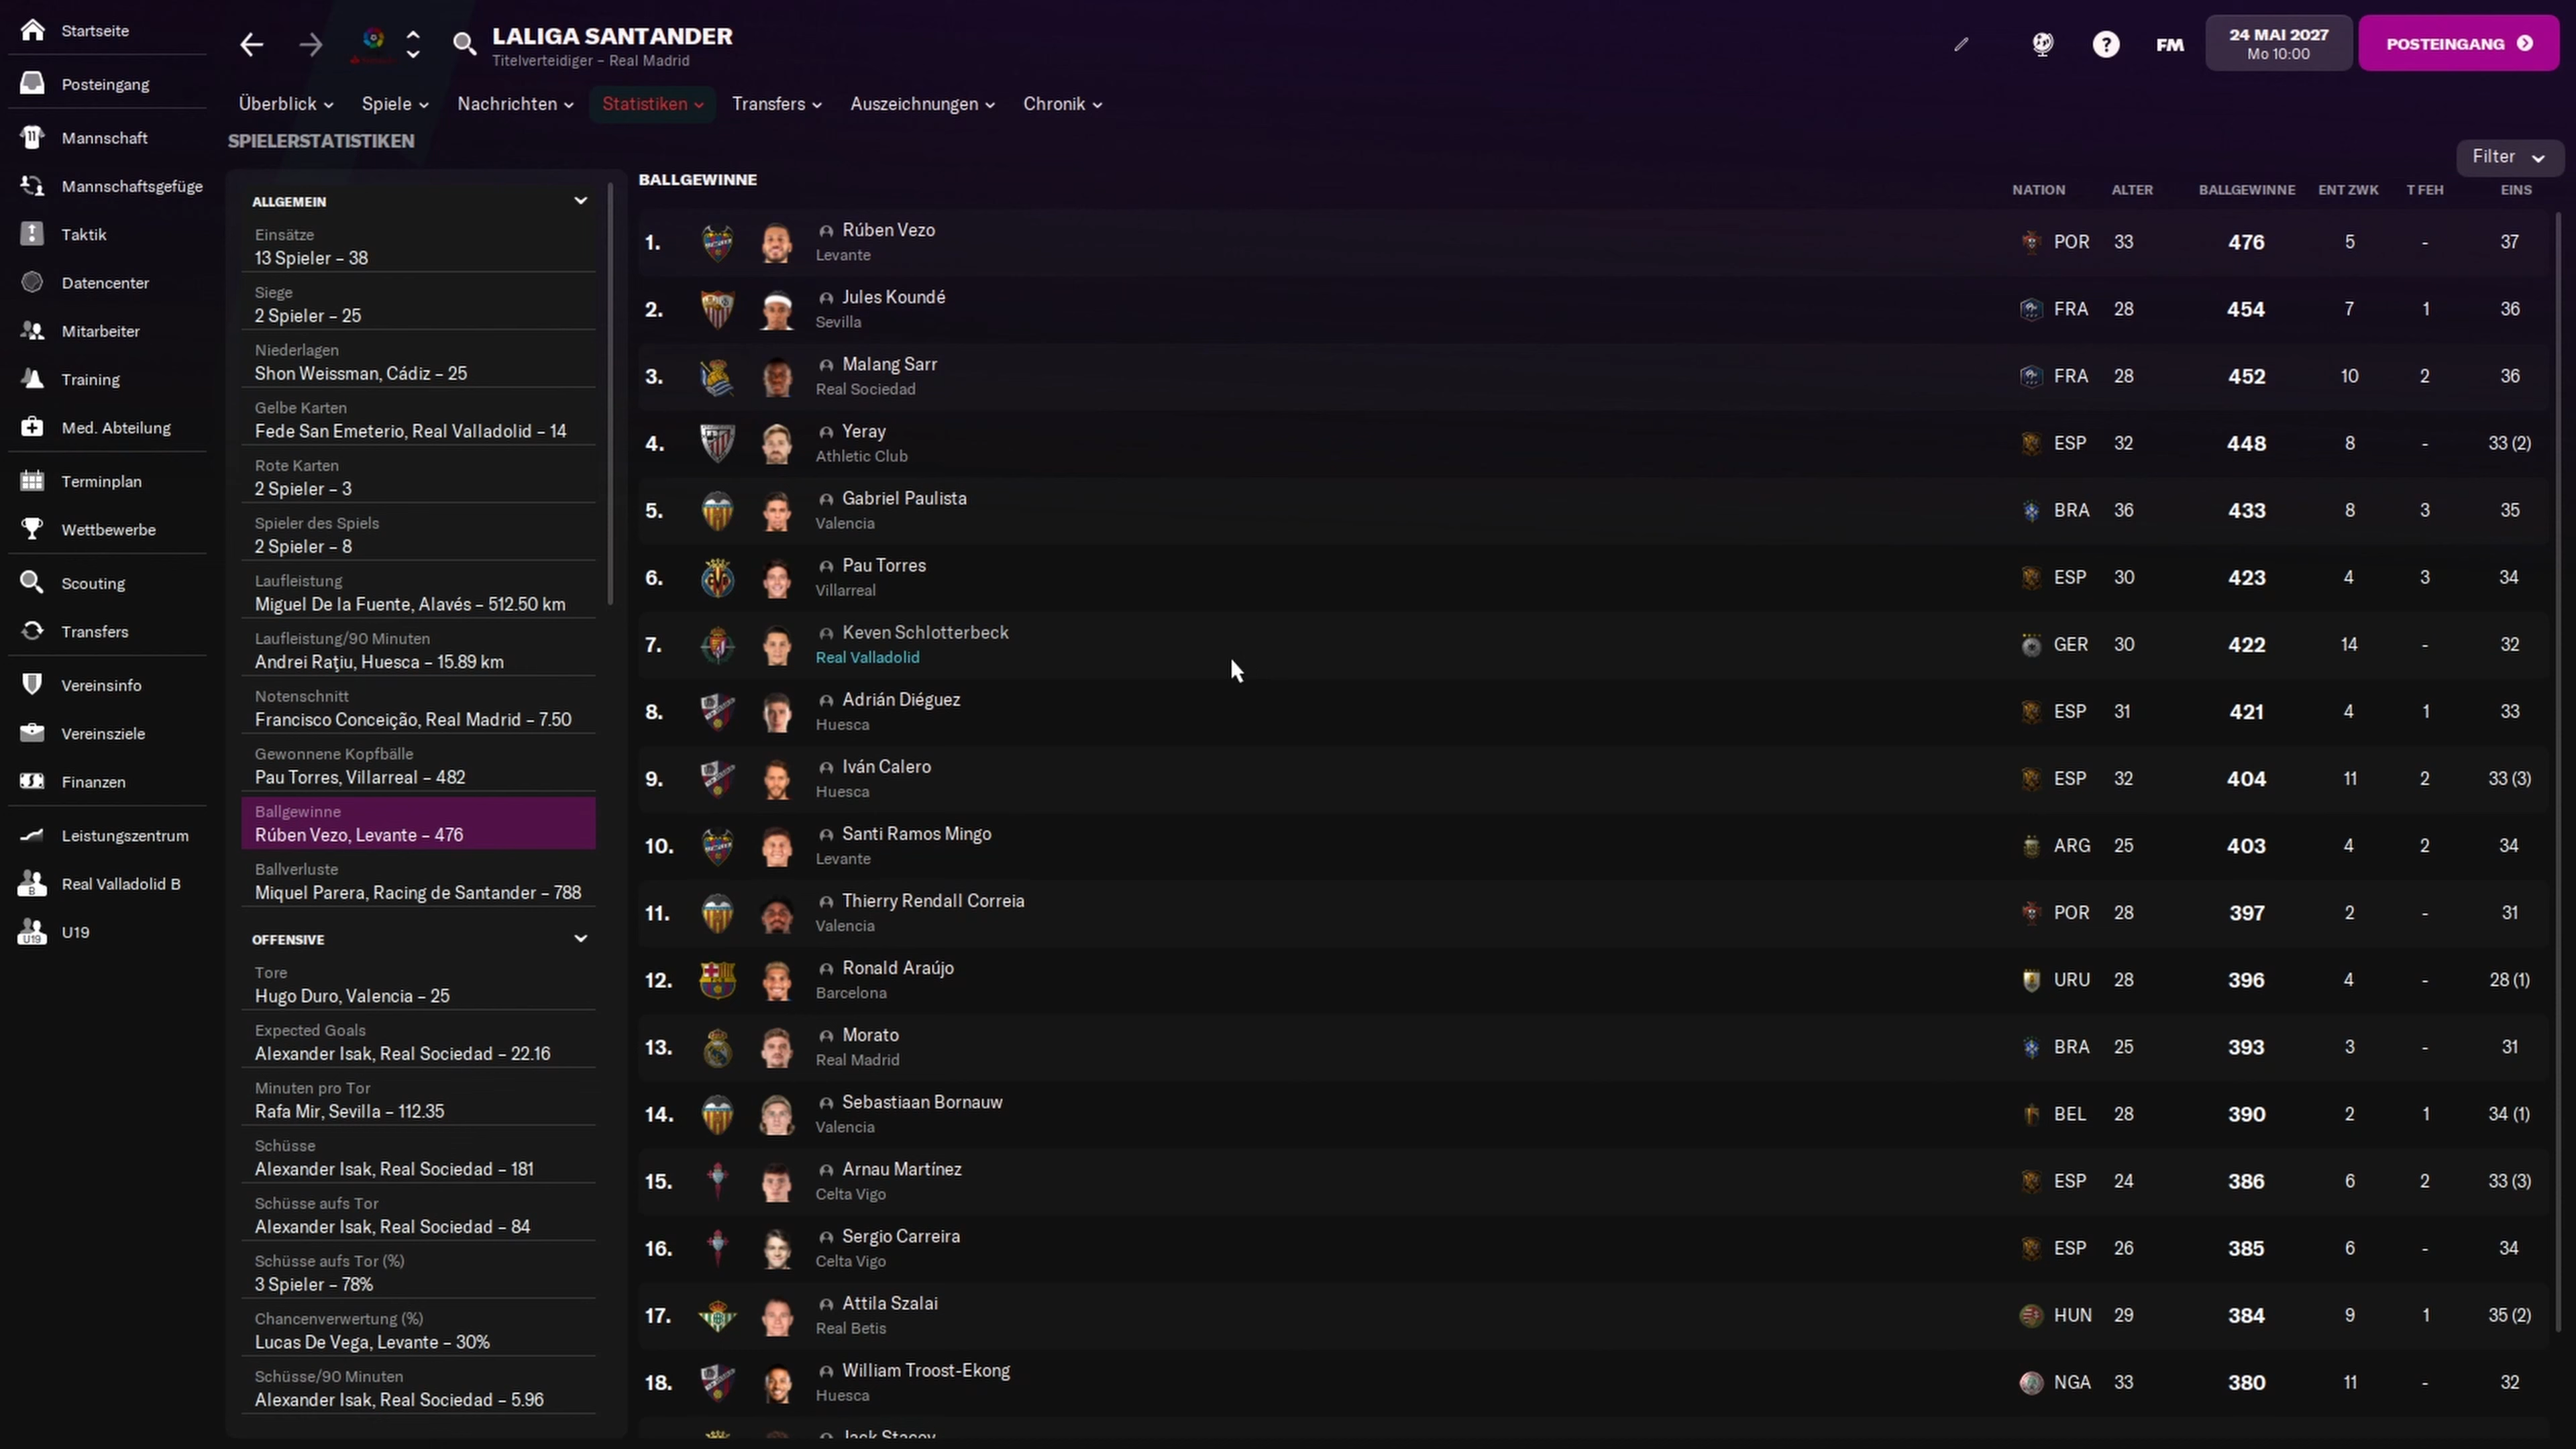 Startseite
Posteingang
Mannschaft
Mannschaftsgefüge
Taktik
Datencenter
Mitarbeiter
Training
Med. Abteilung
Terminplan
Wettbewerbe
Scouting
Transfers
Vereinsinfo
Vereinsziele
Finanzen
Leistungszentrum
Real Valladolid B
U19
LALIGA SANTANDER
Titelverteidiger – Real Madrid
FM
24 MAI 2027
Mo 10:00
POSTEINGANG
Überblick Spiele Nachrichten Statistiken Transfers Auszeichnungen Chronik
SPIELERSTATISTIKEN
Filter
ALLGEMEIN
Einsätze
13 Spieler – 38
Siege
2 Spieler – 25
Niederlagen
Shon Weissman, Cádiz – 25
Gelbe Karten
Fede San Emeterio, Real Valladolid – 14
Rote Karten
2 Spieler – 3
Spieler des Spiels
2 Spieler – 8
Laufleistung
Miguel De la Fuente, Alavés – 512.50 km
Laufleistung/90 Minuten
Andrei Rațiu, Huesca – 15.89 km
Notenschnitt
Francisco Conceição, Real Madrid – 7.50
Gewonnene Kopfbälle
Pau Torres, Villarreal – 482
Ballgewinne
Rúben Vezo, Levante – 476
Ballverluste
Miquel Parera, Racing de Santander – 788
OFFENSIVE
Tore
Hugo Duro, Valencia – 25
Expected Goals
Alexander Isak, Real Sociedad – 22.16
Minuten pro Tor
Rafa Mir, Sevilla – 112.35
Schüsse
Alexander Isak, Real Sociedad – 181
Schüsse aufs Tor
Alexander Isak, Real Sociedad – 84
Schüsse aufs Tor (%)
3 Spieler – 78%
Chancenverwertung (%)
Lucas De Vega, Levante – 30%
Schüsse/90 Minuten
Alexander Isak, Real Sociedad – 5.96
BALLGEWINNE
NATION ALTER BALLGEWINNE ENT ZWK T FEH EINS
1. Rúben Vezo POR 33 476 5 - 37
Levante
2. Jules Koundé FRA 28 454 7 1 36
Sevilla
3. Malang Sarr FRA 28 452 10 2 36
Real Sociedad
4. Yeray ESP 32 448 8 - 33 (2)
Athletic Club
5. Gabriel Paulista BRA 36 433 8 3 35
Valencia
6. Pau Torres ESP 30 423 4 3 34
Villarreal
7. Keven Schlotterbeck GER 30 422 14 - 32
Real Valladolid
8. Adrián Diéguez ESP 31 421 4 1 33
Huesca
9. Iván Calero ESP 32 404 11 2 33 (3)
Huesca
10. Santi Ramos Mingo ARG 25 403 4 2 34
Levante
11. Thierry Rendall Correia POR 28 397 2 - 31
Valencia
12. Ronald Araújo URU 28 396 4 - 28 (1)
Barcelona
13. Morato BRA 25 393 3 - 31
Real Madrid
14. Sebastiaan Bornauw BEL 28 390 2 1 34 (1)
Valencia
15. Arnau Martínez ESP 24 386 6 2 33 (3)
Celta Vigo
16. Sergio Carreira ESP 26 385 6 - 34
Celta Vigo
17. Attila Szalai HUN 29 384 9 1 35 (2)
Real Betis
18. William Troost-Ekong NGA 33 380 11 - 32
Huesca
Jack Stacey